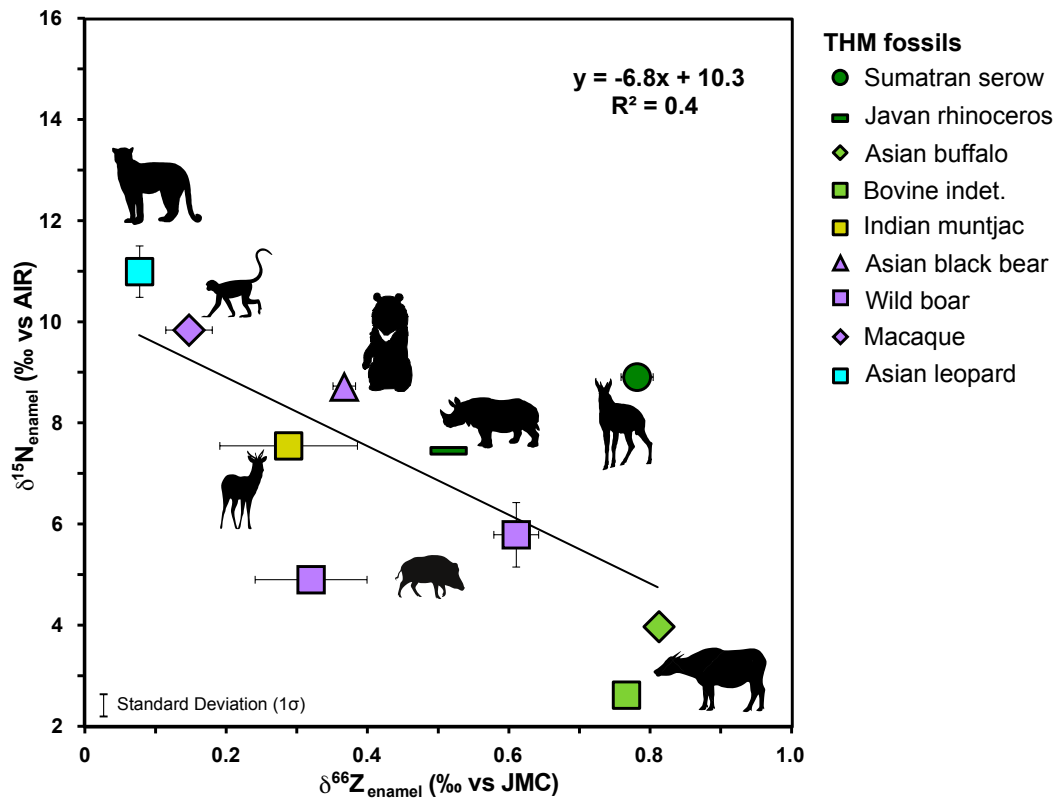 16
14
12
10
8
6
4
2
δ15Nenamel (‰ vs AIR)
y = -6.8x + 10.3
R² = 0.4
Standard Deviation (1σ)
0
0.2
0.4
0.6
0.8
1.0
δ66Zenamel (‰ vs JMC)
THM fossils
Sumatran serow
Javan rhinoceros
Asian buffalo
Bovine indet.
Indian muntjac
Asian black bear
Wild boar
Macaque
Asian leopard